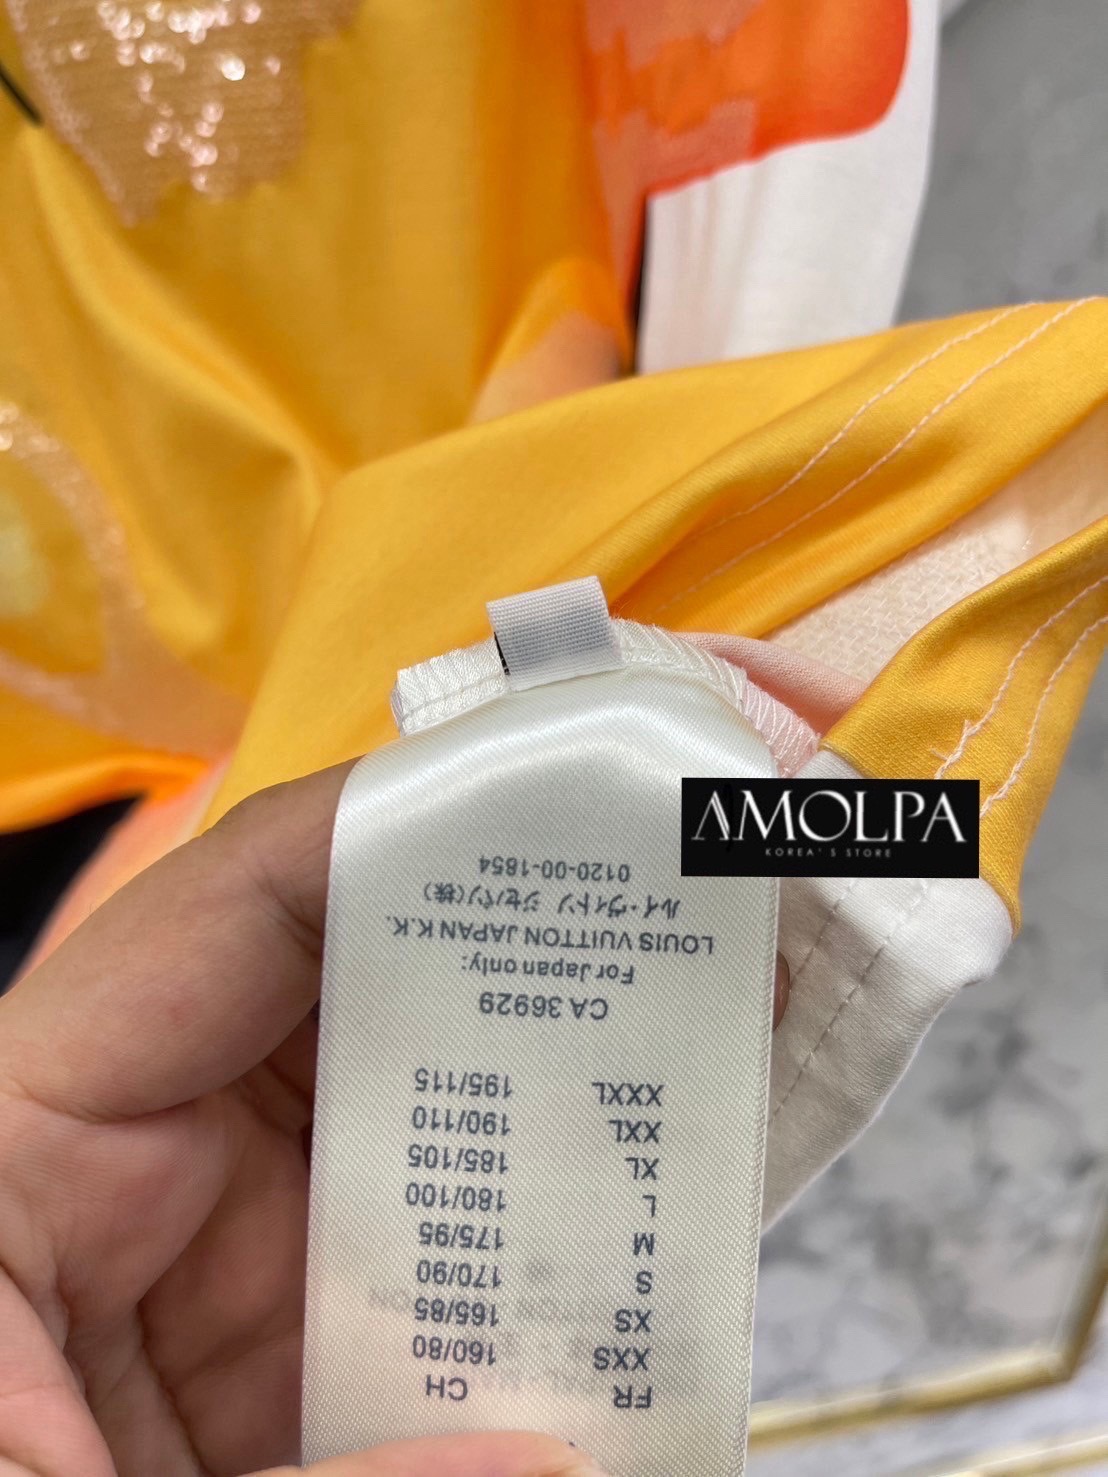 AMOLPA
KOREA'S STORE
FR CH
XXS 160/80
XS 165/85
S 170/90
M 175/95
L 180/100
XL 185/105
XXL 190/110
XXXL 195/115
CA 36929
For Japan only:
LOUIS VUITTON JAPAN K.K.
ルイ・ヴィトン ジャパン(株)
0120-00-1854